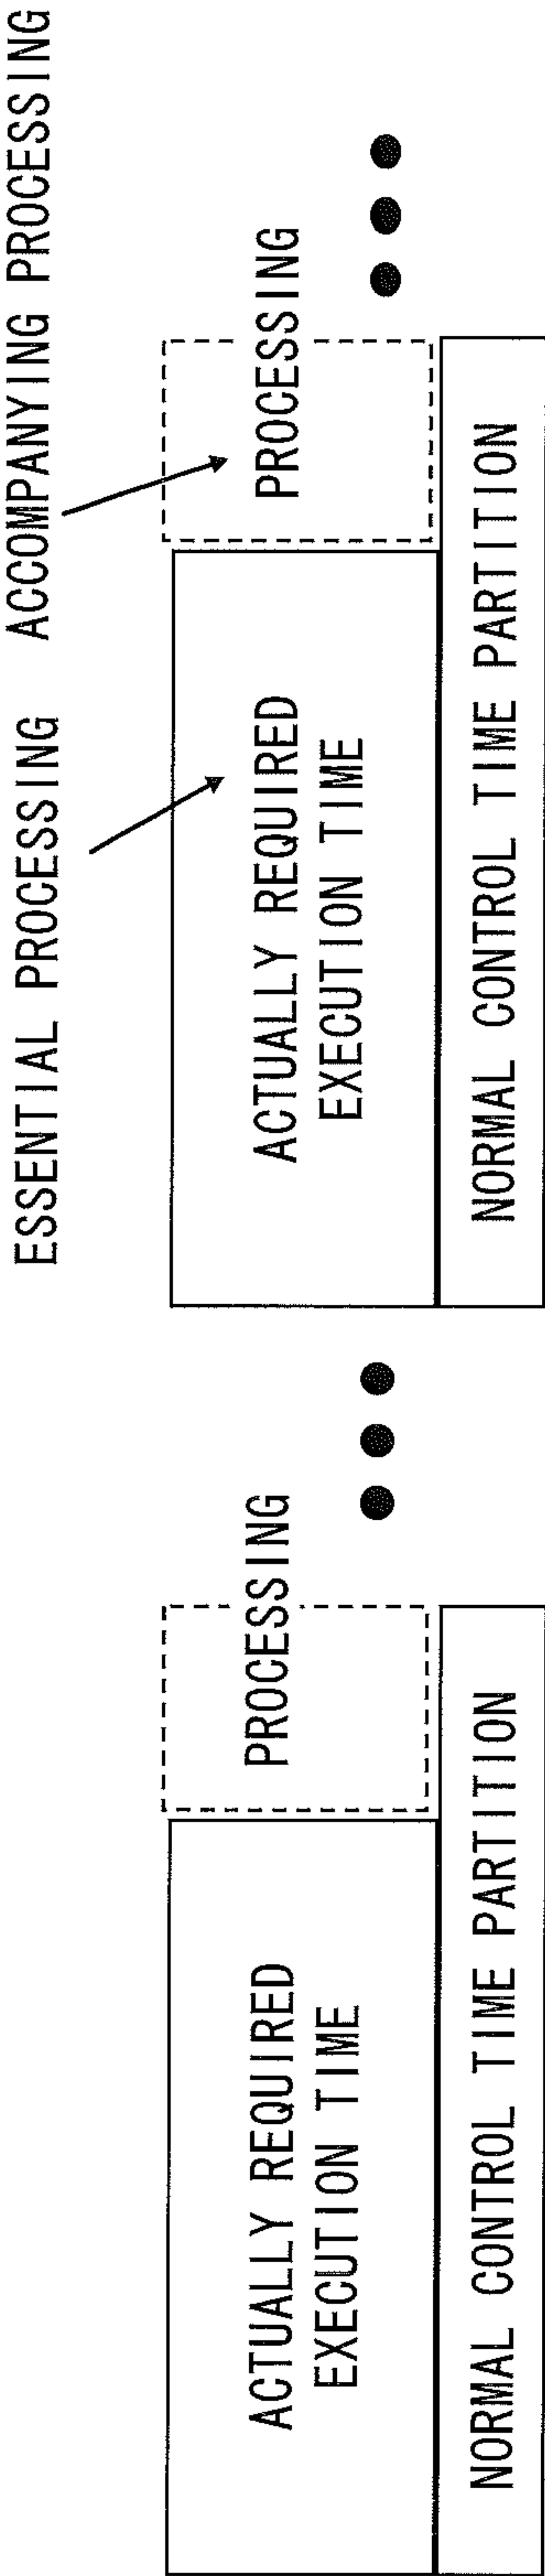 ESSENTIAL PROCESSING
ACCOMPANYING PROCESSING
ACTUALLY REQUIRED
EXECUTION TIME
PROCESSING
NORMAL CONTROL TIME PARTITION
ACTUALLY REQUIRED
EXECUTION TIME
PROCESSING
NORMAL CONTROL TIME PARTITION